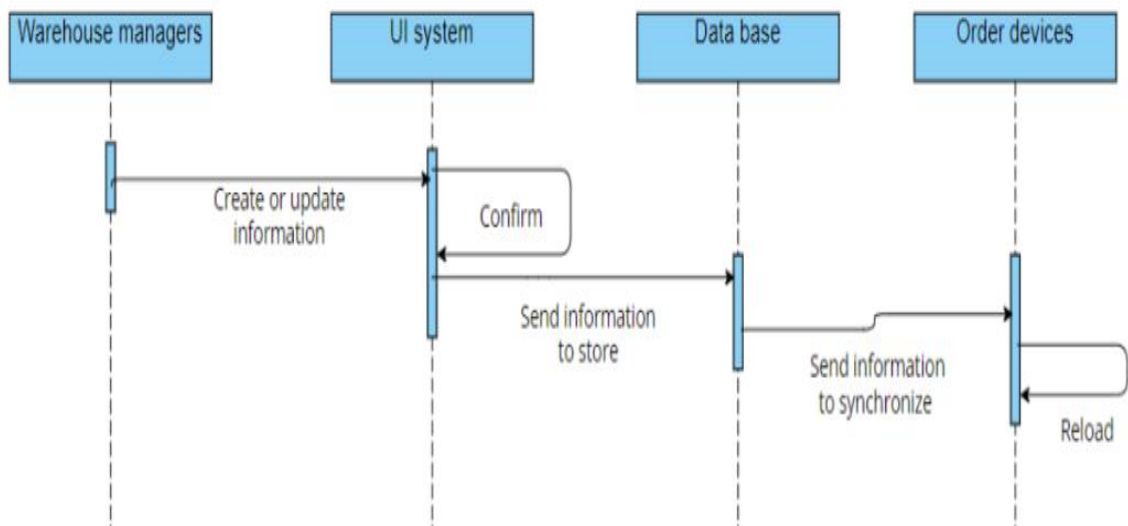 Warehouse managers
UI system
Data base
Order devices
Create or update
information
Confirm
Send information
to store
Send information
to synchronize
Reload